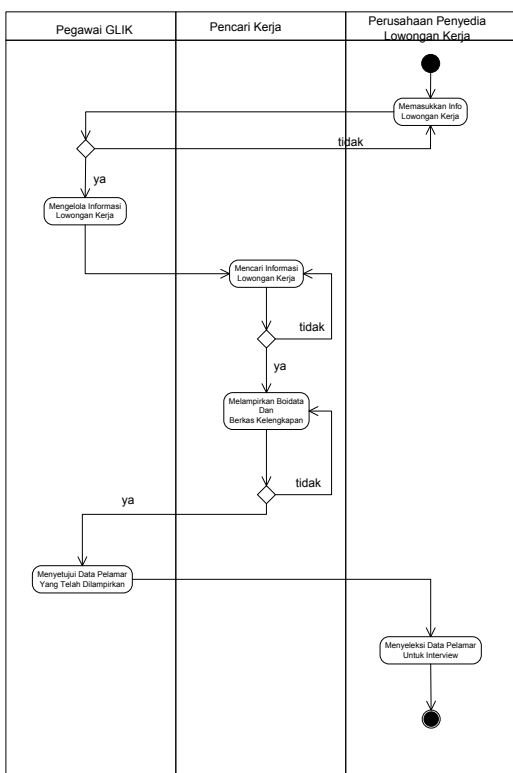 Pegawai GLIK
Pencari Kerja
Perusahaan Penyedia
Lowongan Kerja
Memasukkan Info
Lowongan Kerja
tidak
ya
Mengelola Informasi
Lowongan Kerja
Mencari Informasi
Lowongan Kerja
tidak
ya
Melampirkan Boidata
Dan
Berkas Kelengkapan
tidak
ya
Menyetujui Data Pelamar
Yang Telah Dilampirkan
Menyeleksi Data Pelamar
Untuk Interview